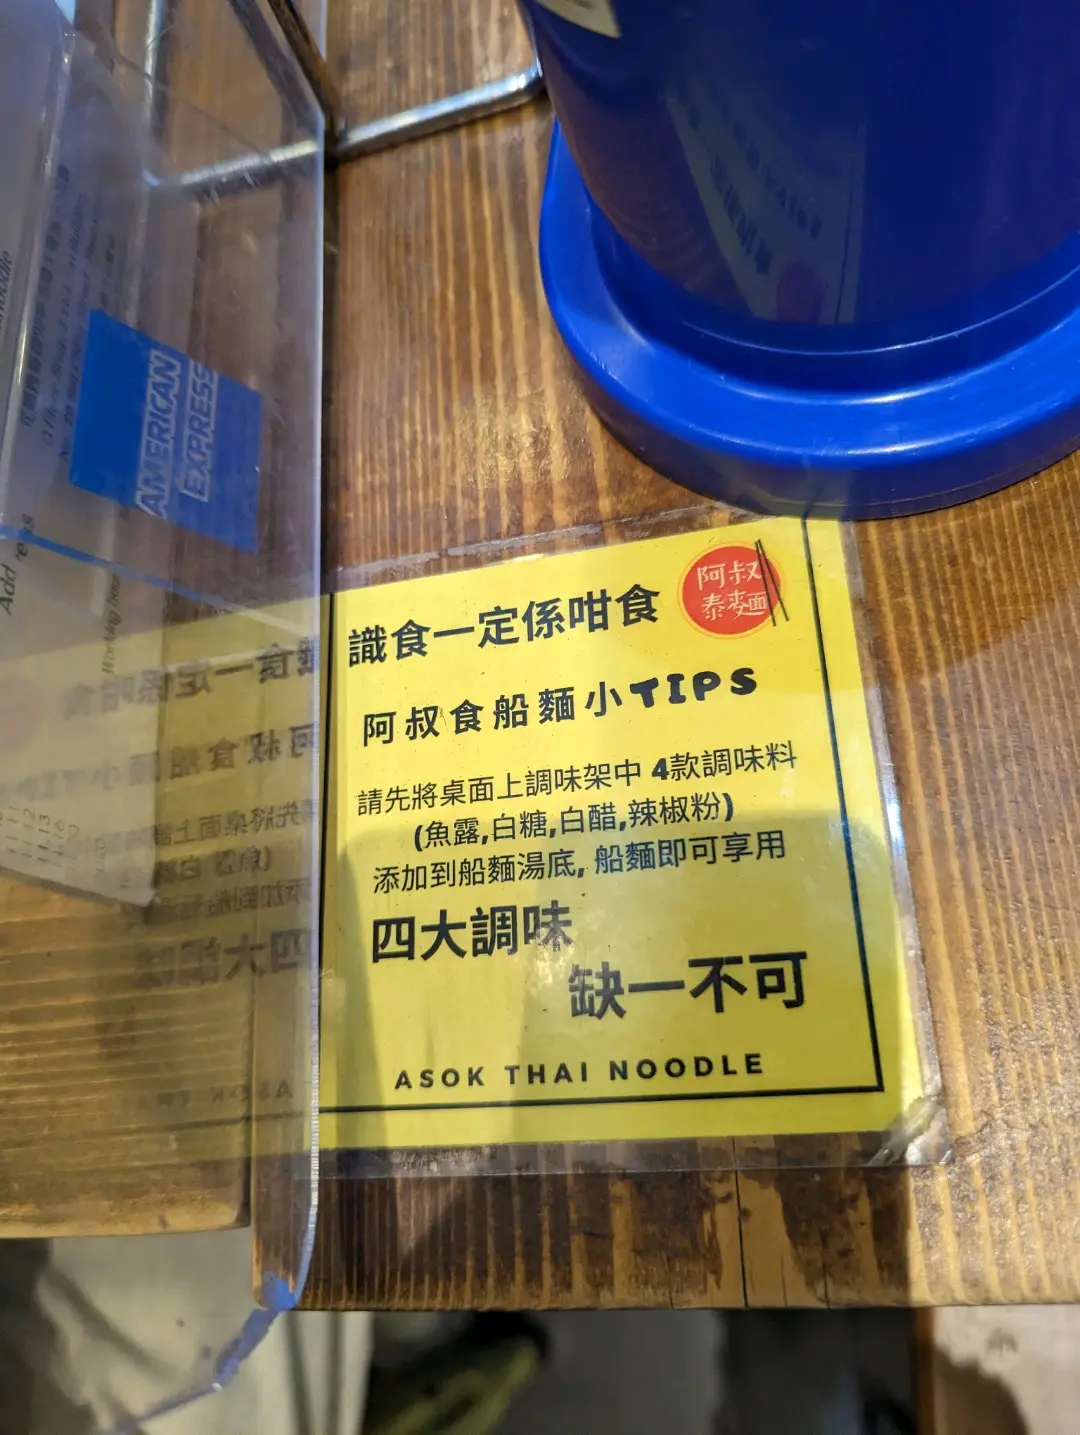 AMERICAN
EXPRESS
Add
阿叔
泰麵
識食一定係咁食
阿叔食船麵小TIPS
請先將桌面上調味架中 4款調味料
(魚露,白糖,白醋,辣椒粉)
添加到船麵湯底, 船麵即可享用
四大調味
缺一不可
ASOK THAI NOODLE